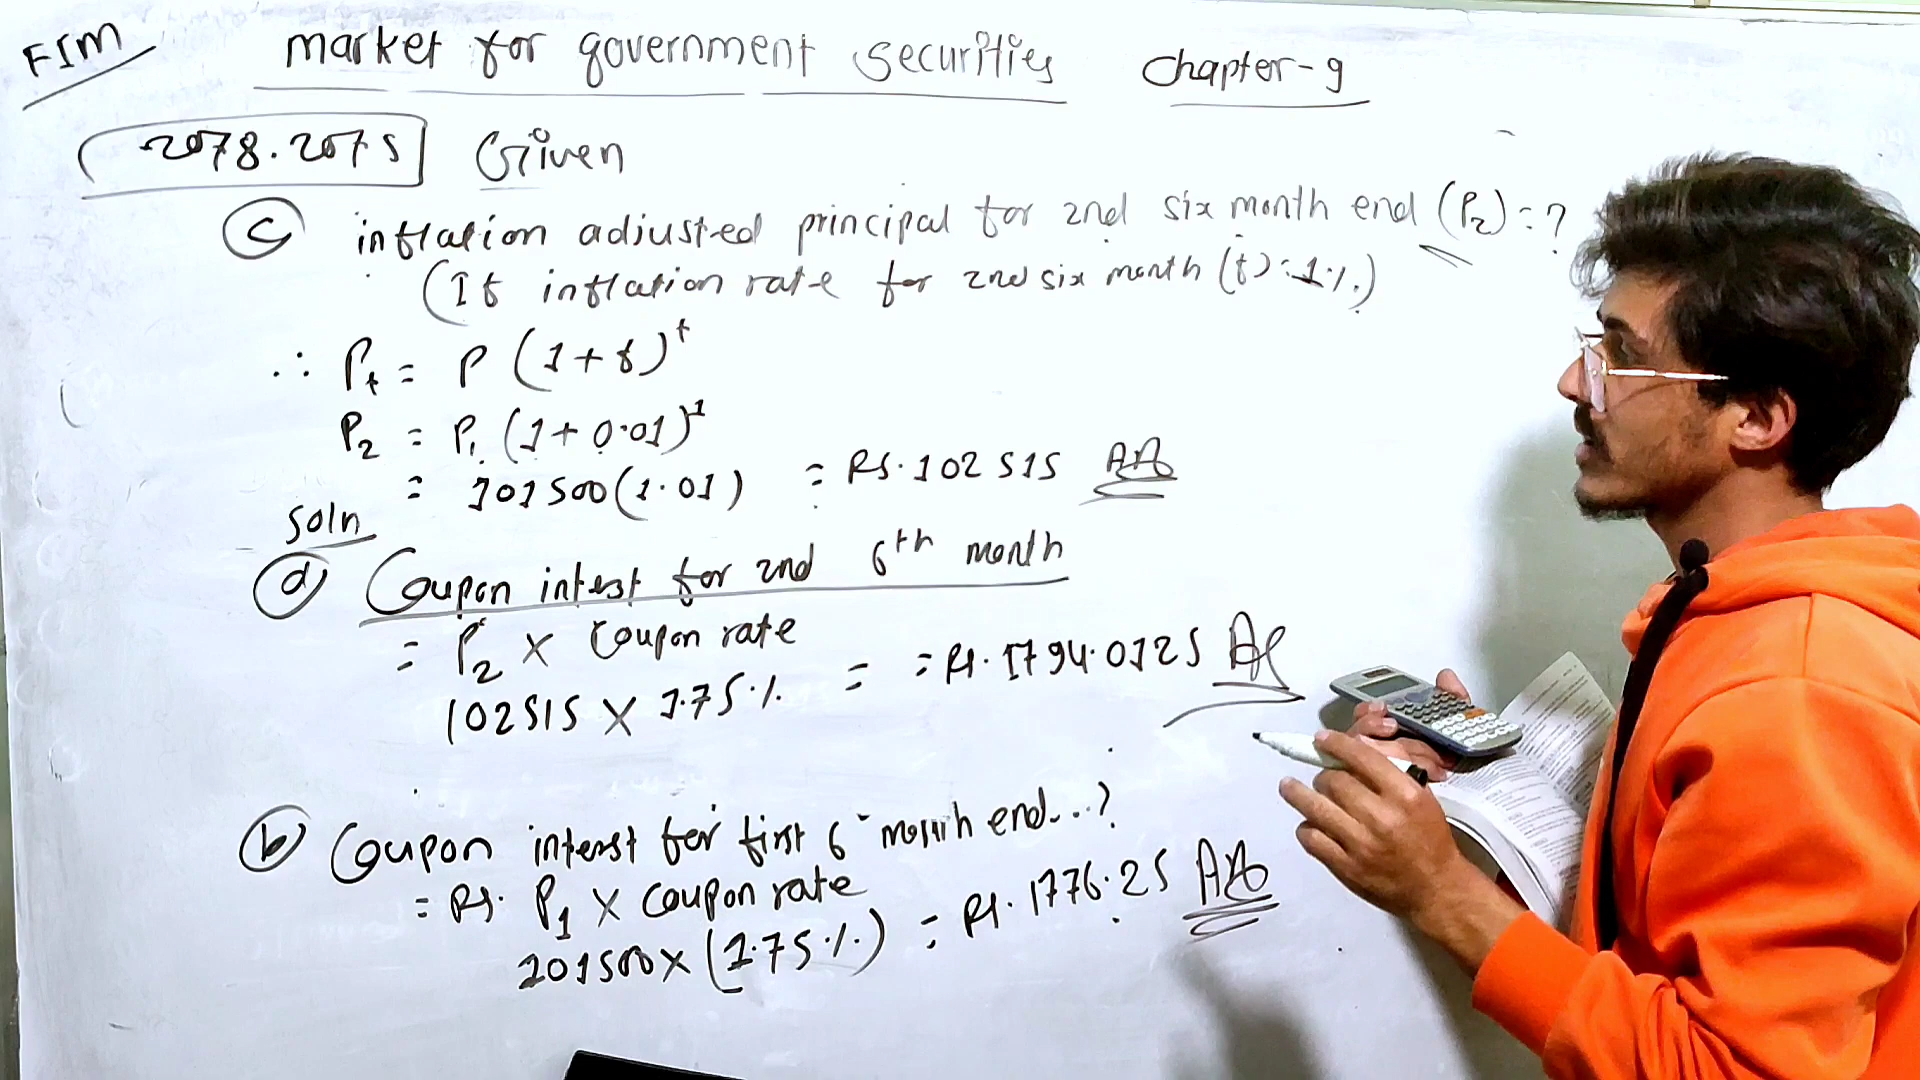 FIM
market for government securities chapter-9
2078.2075 Given
(c) inflation adjusted principal for 2nd six month end (P2) = ?
(If inflation rate for 2nd six month (f) = 1%.)
∴ Pt = P (1+f)^t
P2 = P1 (1+0.01)^1
= 101500(1.01) = Rs. 102515 Ans
soln
(d) Coupon interst for 2nd 6th month
= P2 × Coupon rate
102515 × 1.75% = = Rs. 1794.0125 As
(b) Coupon interst for first 6 month end...?
= Rs. P1 × Coupon rate
101500 × (1.75%) = Rs. 1776.25 Ans